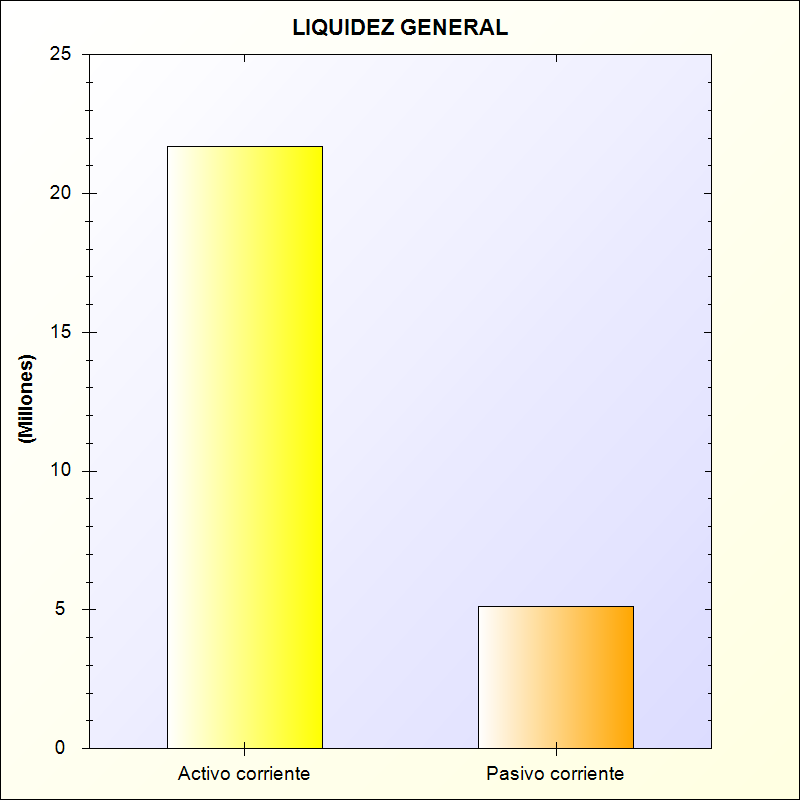 LIQUIDEZ GENERAL
25
20
15
10
5
0
(Millones)
Activo corriente
Pasivo corriente